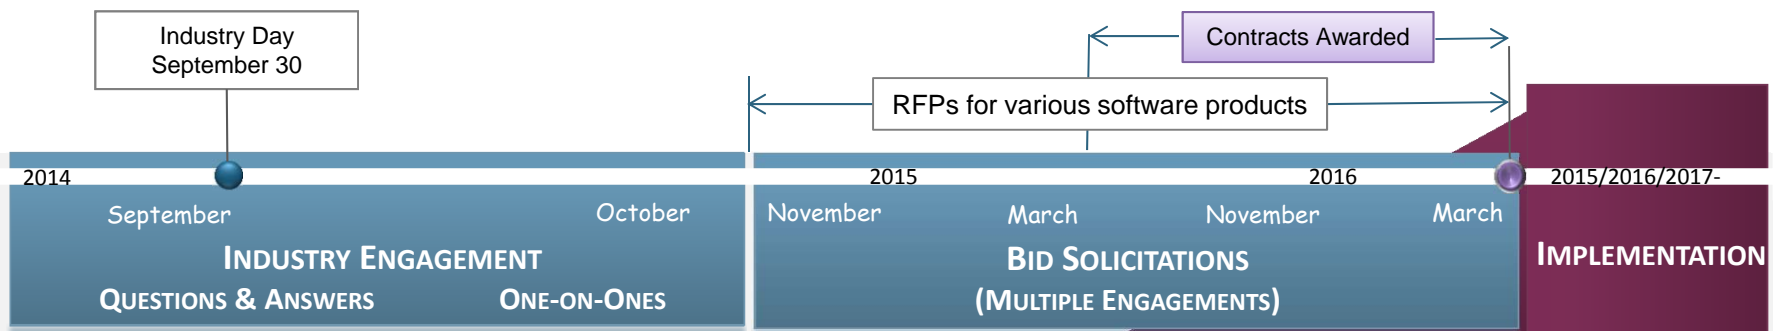 Industry Day
September 30
Contracts Awarded
RFPs for various software products
2014
2015
2016
2015/2016/2017-
September
October
November
March
November
March
INDUSTRY ENGAGEMENT
QUESTIONS & ANSWERS
ONE-ON-ONES
BID SOLICITATIONS
(MULTIPLE ENGAGEMENTS)
IMPLEMENTATION